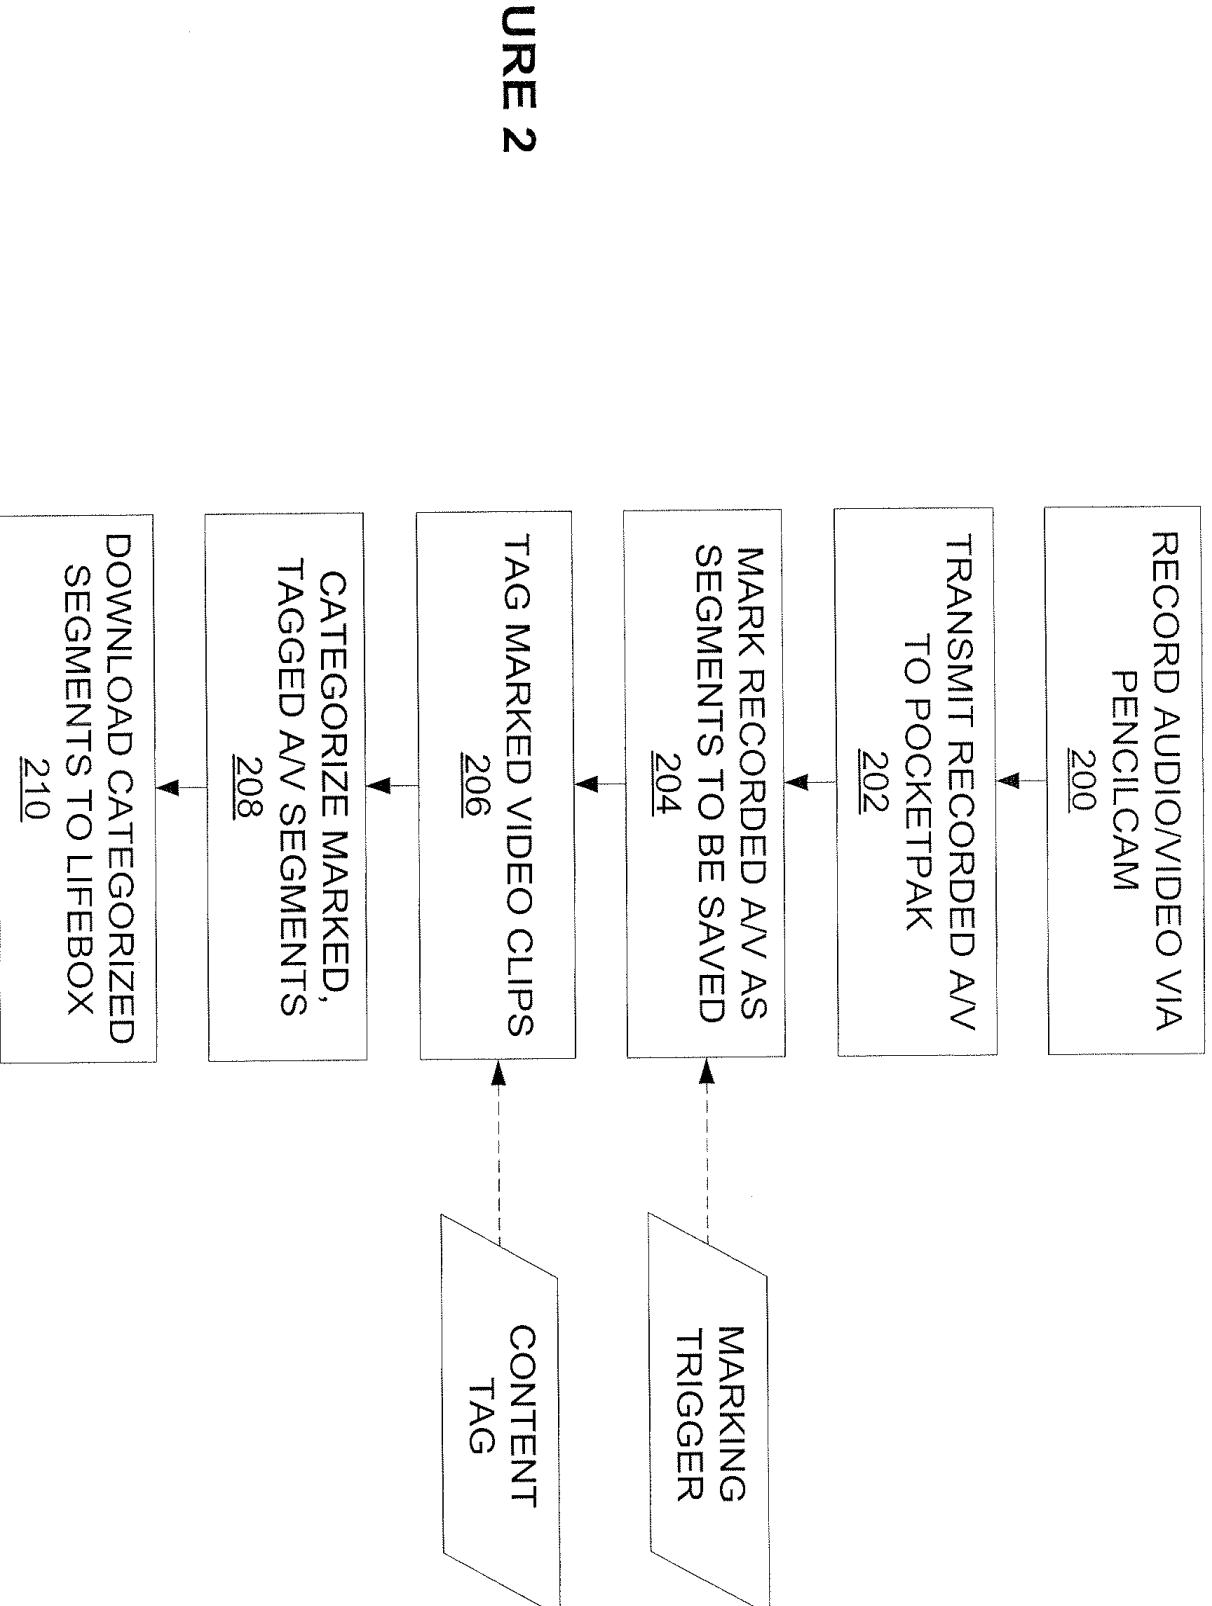 RECORD AUDIO/VIDEO VIA
PENCILCAM
200
TRANSMIT RECORDED A/V
TO POCKETPAK
202
MARK RECORDED A/V AS
SEGMENTS TO BE SAVED
204
MARKING
TRIGGER
TAG MARKED VIDEO CLIPS
206
CONTENT
TAG
CATEGORIZE MARKED,
TAGGED A/V SEGMENTS
208
DOWNLOAD CATEGORIZED
SEGMENTS TO LIFEBOX
210
URE 2